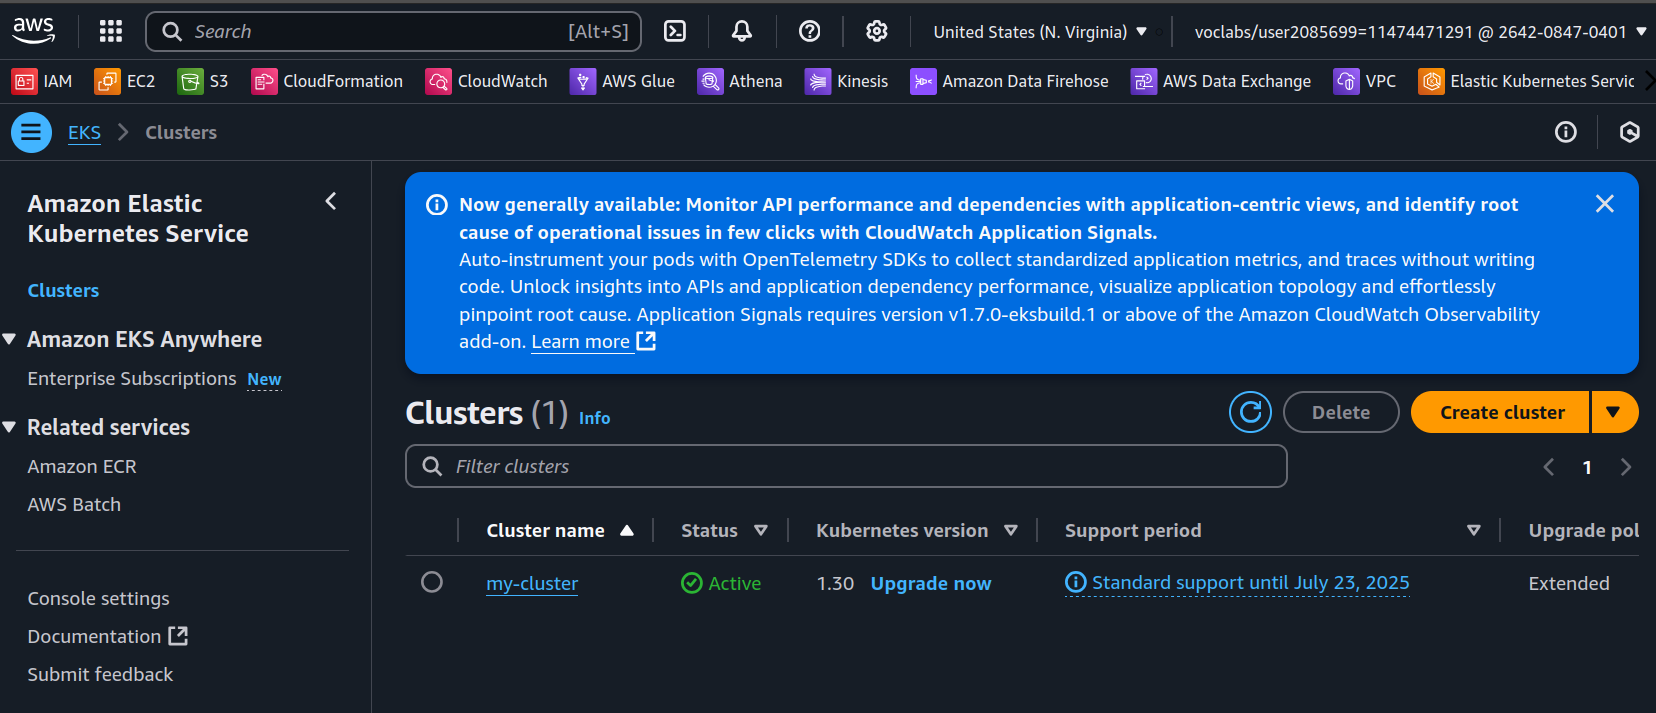 aws
Search [Alt+S]
United States (N. Virginia)
voclabs/user2085699=11474471291 @ 2642-0847-0401
IAM EC2 S3 CloudFormation CloudWatch AWS Glue Athena Kinesis Amazon Data Firehose AWS Data Exchange VPC Elastic Kubernetes Servic
EKS Clusters
Amazon Elastic
Kubernetes Service
Clusters
Amazon EKS Anywhere
Enterprise Subscriptions New
Related services
Amazon ECR
AWS Batch
Console settings
Documentation
Submit feedback
Now generally available: Monitor API performance and dependencies with application-centric views, and identify root
cause of operational issues in few clicks with CloudWatch Application Signals.
Auto-instrument your pods with OpenTelemetry SDKs to collect standardized application metrics, and traces without writing
code. Unlock insights into APIs and application dependency performance, visualize application topology and effortlessly
pinpoint root cause. Application Signals requires version v1.7.0-eksbuild.1 or above of the Amazon CloudWatch Observability
add-on. Learn more
Clusters (1) Info
Delete
Create cluster
Filter clusters
1
Cluster name Status Kubernetes version Support period Upgrade pol
my-cluster Active 1.30 Upgrade now Standard support until July 23, 2025 Extended